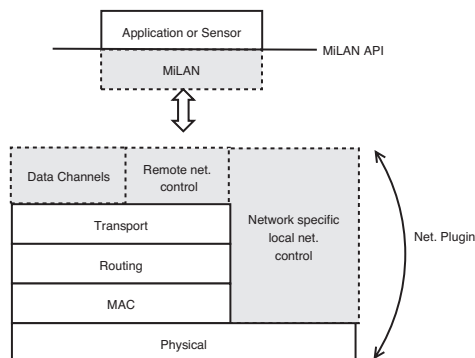 Application or Sensor
MiLAN API
MiLAN
Data Channels
Remote net.
control
Network specific
local net.
control
Transport
Routing
MAC
Physical
Net. Plugin